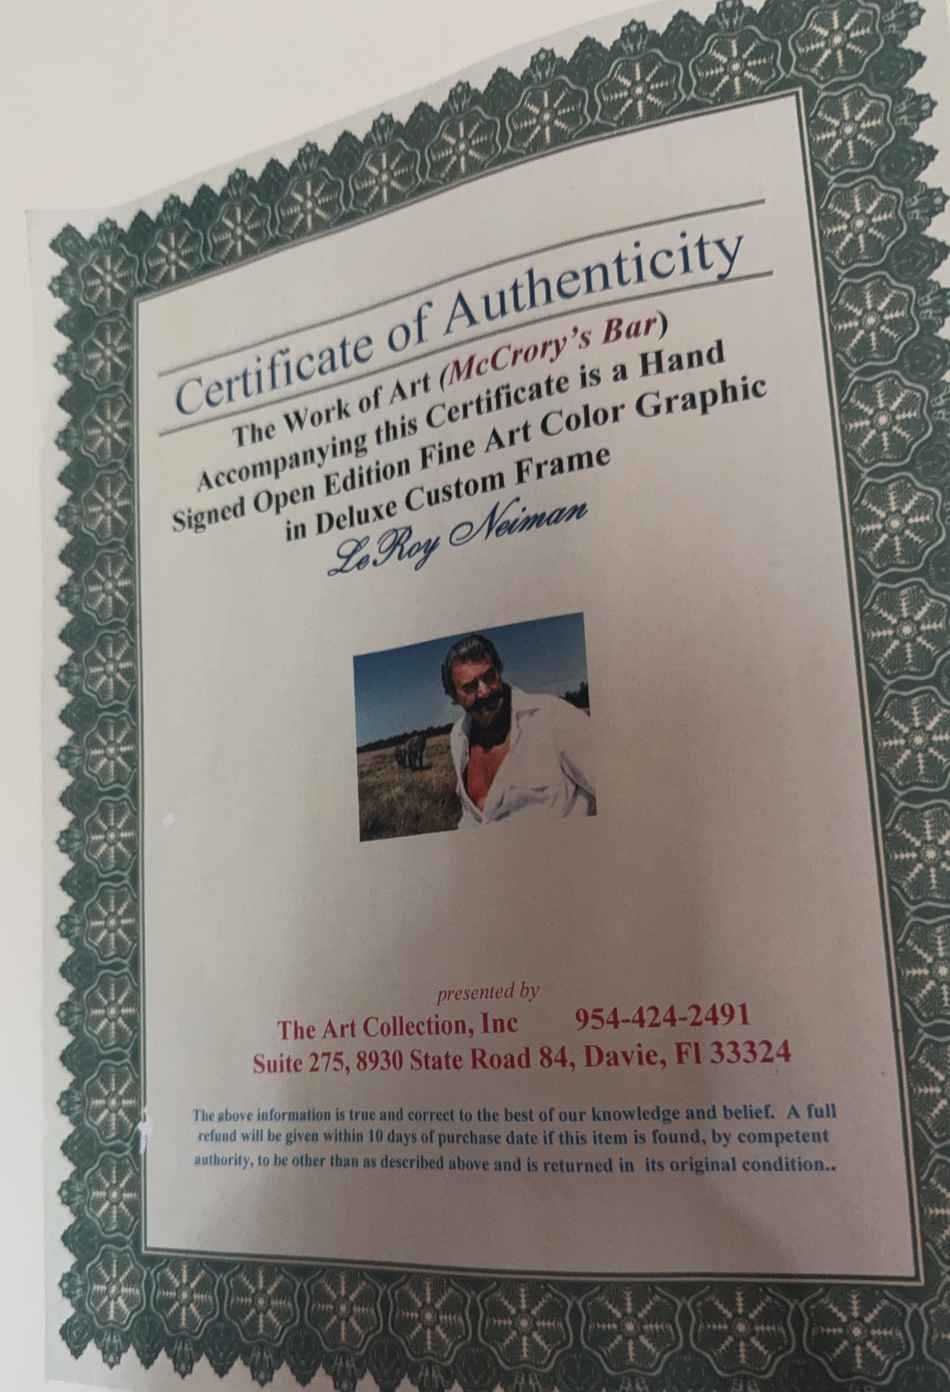 Certificate of Authenticity
The Work of Art (McCrory's Bar)
Accompanying this Certificate is a Hand
Signed Open Edition Fine Art Color Graphic
in Deluxe Custom Frame
LeRoy Neiman
presented by
The Art Collection, Inc 954-424-2491
Suite 275, 8930 State Road 84, Davie, Fl 33324
The above information is true and correct to the best of our knowledge and belief. A full
refund will be given within 10 days of purchase date if this item is found, by competent
authority, to be other than as described above and is returned in its original condition..